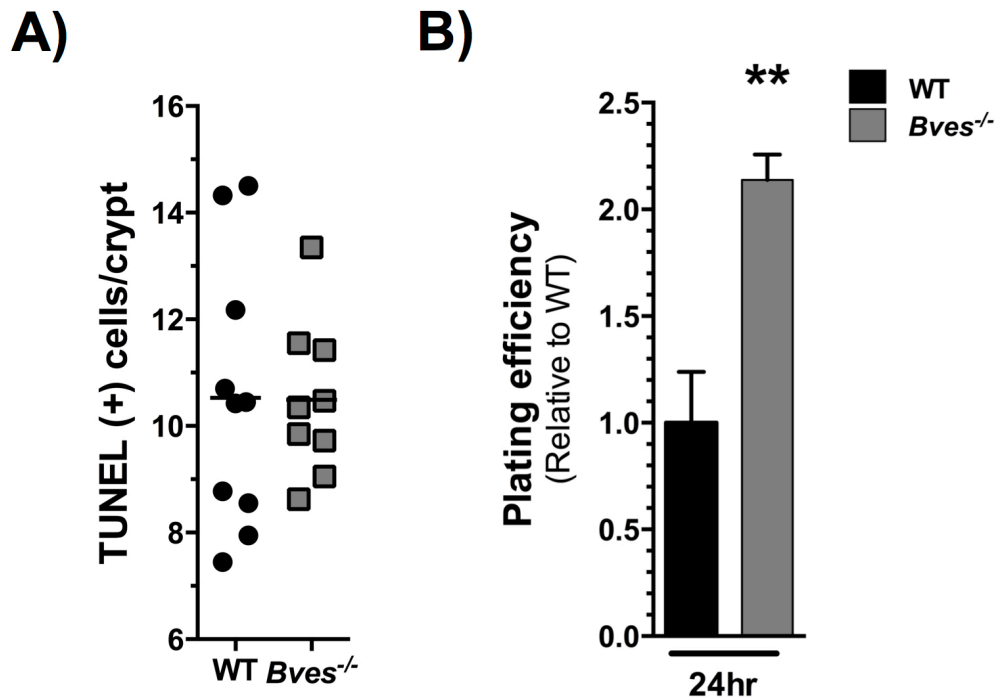 A)
TUNEL (+) cells/crypt
16
14
12
10
8
6
WT Bves-/-
B)
Plating efficiency
(Relative to WT)
2.5
2.0
1.5
1.0
0.5
0.0
**
24hr
WT
Bves-/-